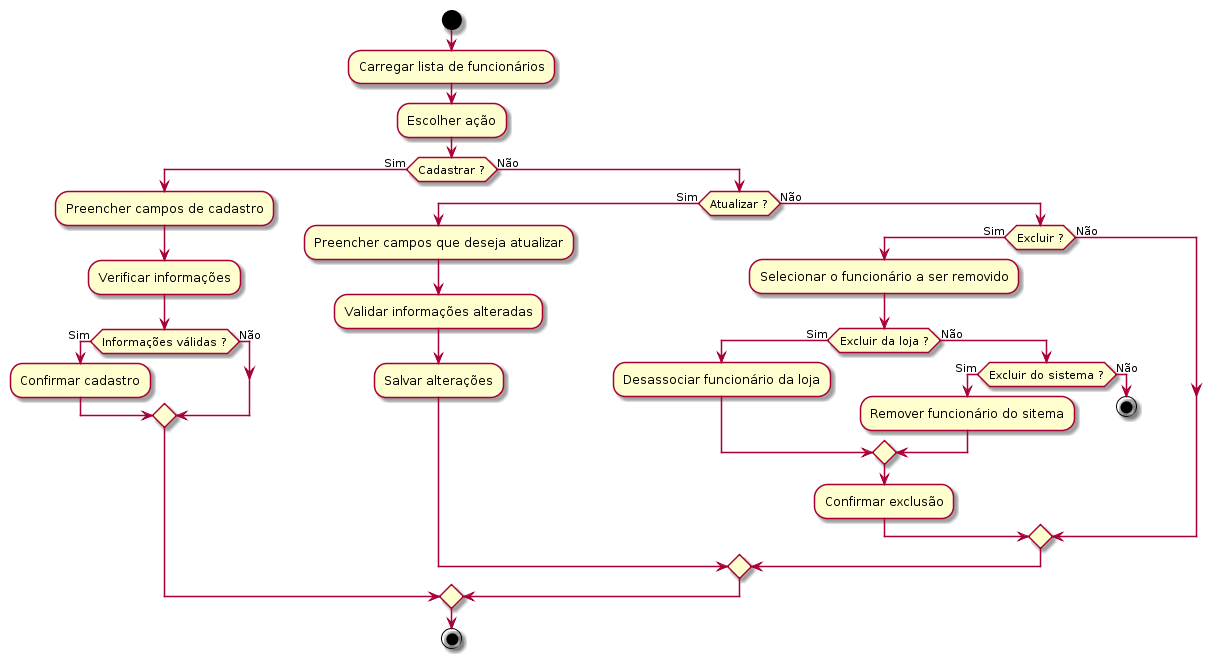 Carregar lista de funcionários
Escolher ação
Sim
Cadastrar ?
Não
Preencher campos de cadastro
Verificar informações
Sim
Informações válidas ?
Não
Confirmar cadastro
Sim
Atualizar ?
Não
Preencher campos que deseja atualizar
Validar informações alteradas
Salvar alterações
Sim
Excluir ?
Não
Selecionar o funcionário a ser removido
Sim
Excluir da loja ?
Não
Desassociar funcionário da loja
Sim
Excluir do sistema ?
Não
Remover funcionário do sitema
Confirmar exclusão